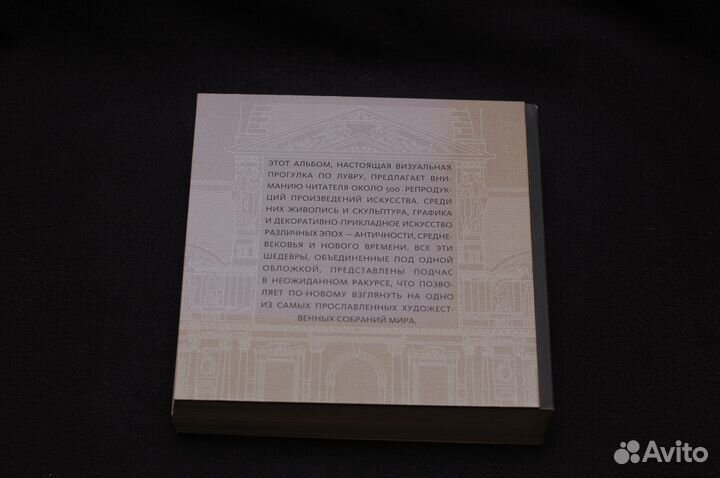 ЭТОТ АЛЬБОМ, НАСТОЯЩАЯ ВИЗУАЛЬНАЯ
ПРОГУЛКА ПО ЛУВРУ, ПРЕДЛАГАЕТ ВНИ-
МАНИЮ ЧИТАТЕЛЯ ОКОЛО 500 РЕПРОДУК-
ЦИЙ ПРОИЗВЕДЕНИЙ ИСКУССТВА. СРЕДИ
НИХ ЖИВОПИСЬ И СКУЛЬПТУРА, ГРАФИКА
И ДЕКОРАТИВНО-ПРИКЛАДНОЕ ИСКУССТВО
РАЗЛИЧНЫХ ЭПОХ — АНТИЧНОСТИ, СРЕДНЕ-
ВЕКОВЬЯ И НОВОГО ВРЕМЕНИ. ВСЕ ЭТИ
ШЕДЕВРЫ, ОБЪЕДИНЕННЫЕ ПОД ОДНОЙ
ОБЛОЖКОЙ, ПРЕДСТАВЛЕНЫ ПОДЧАС
В НЕОЖИДАННОМ РАКУРСЕ, ЧТО ПОЗВО-
ЛЯЕТ ПО-НОВОМУ ВЗГЛЯНУТЬ НА ОДНО
ИЗ САМЫХ ПРОСЛАВЛЕННЫХ ХУДОЖЕСТ-
ВЕННЫХ СОБРАНИЙ МИРА.
Avito